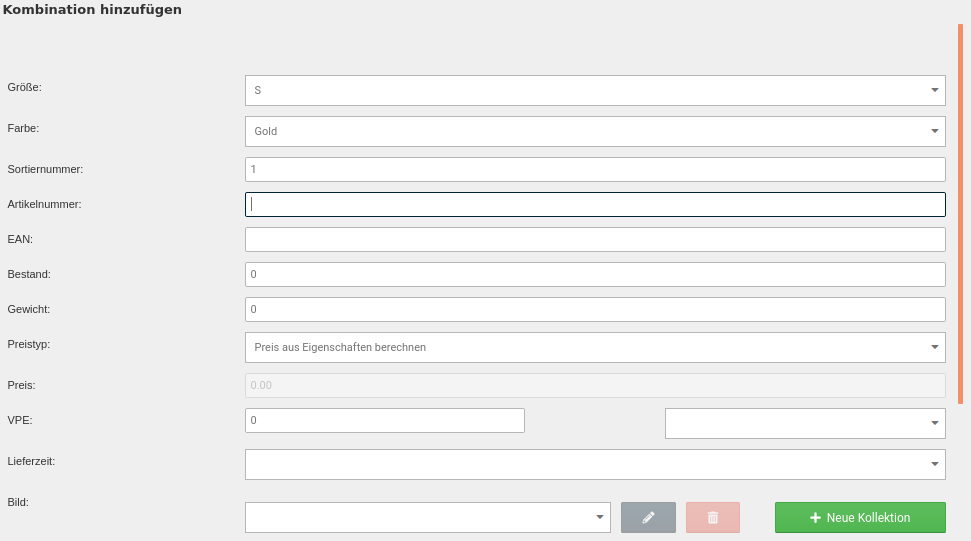 Kombination hinzufügen
Größe: S
Farbe: Gold
Sortiernummer: 1
Artikelnummer:
EAN:
Bestand: 0
Gewicht: 0
Preistyp: Preis aus Eigenschaften berechnen
Preis: 0.00
VPE: 0
Lieferzeit:
Bild: Neue Kollektion